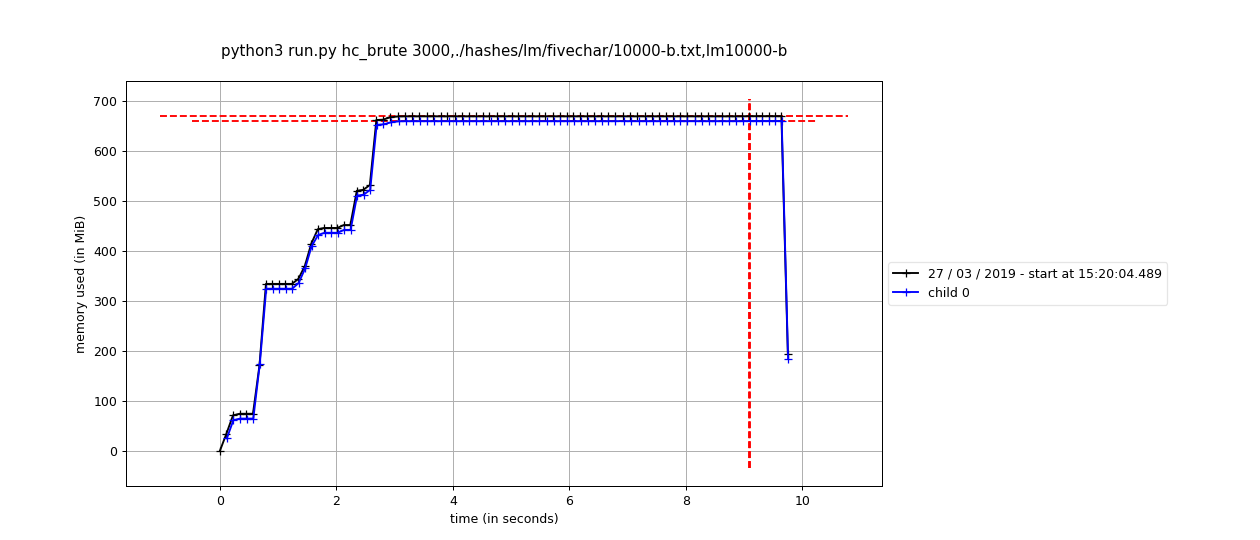 python3 run.py hc_brute 3000,./hashes/lm/fivechar/10000-b.txt,lm10000-b
700
600
500
400
300
200
100
0
memory used (in MiB)
0 2 4 6 8 10
time (in seconds)
27 / 03 / 2019 - start at 15:20:04.489
child 0